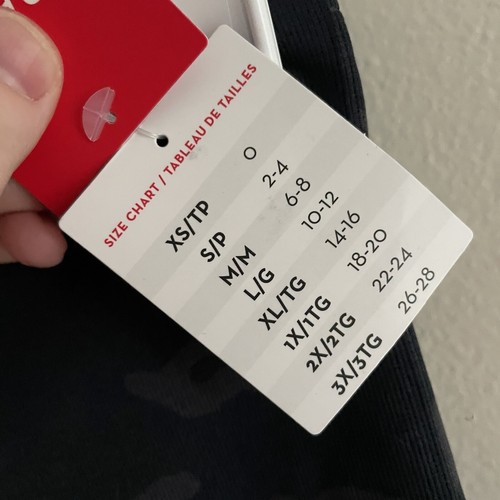 SIZE CHART / TABLEAU DE TAILLES
XS/TP 0
S/P 2-4
M/M 6-8
L/G 10-12
XL/TG 14-16
1X/1TG 18-20
2X/2TG 22-24
3X/3TG 26-28